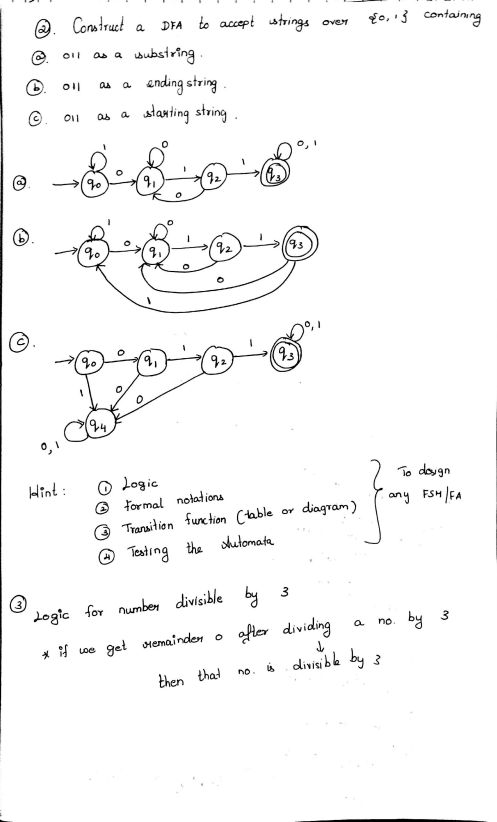 ②. Construct a DFA to accept strings over {0,1} containing
ⓐ. 011 as a substring.
ⓑ. 011 as a ending string.
ⓒ. 011 as a starting string.
ⓐ. q0 0 q1 1 q2 1 q3 1 0 0 0,1
ⓑ. q0 0 q1 1 q2 1 q3 1 0 0 0 1
ⓒ. q0 0 q1 1 q2 1 q3 0,1
1 0 0
q4
0,1
Hint : ① Logic
② Formal notations
③ Transition function (table or diagram)
④ Testing the Automata
} To design
any FSM/FA
③ Logic for number divisible by 3
* if we get remainder 0 after dividing a no. by 3
↓
then that no. is divisible by 3